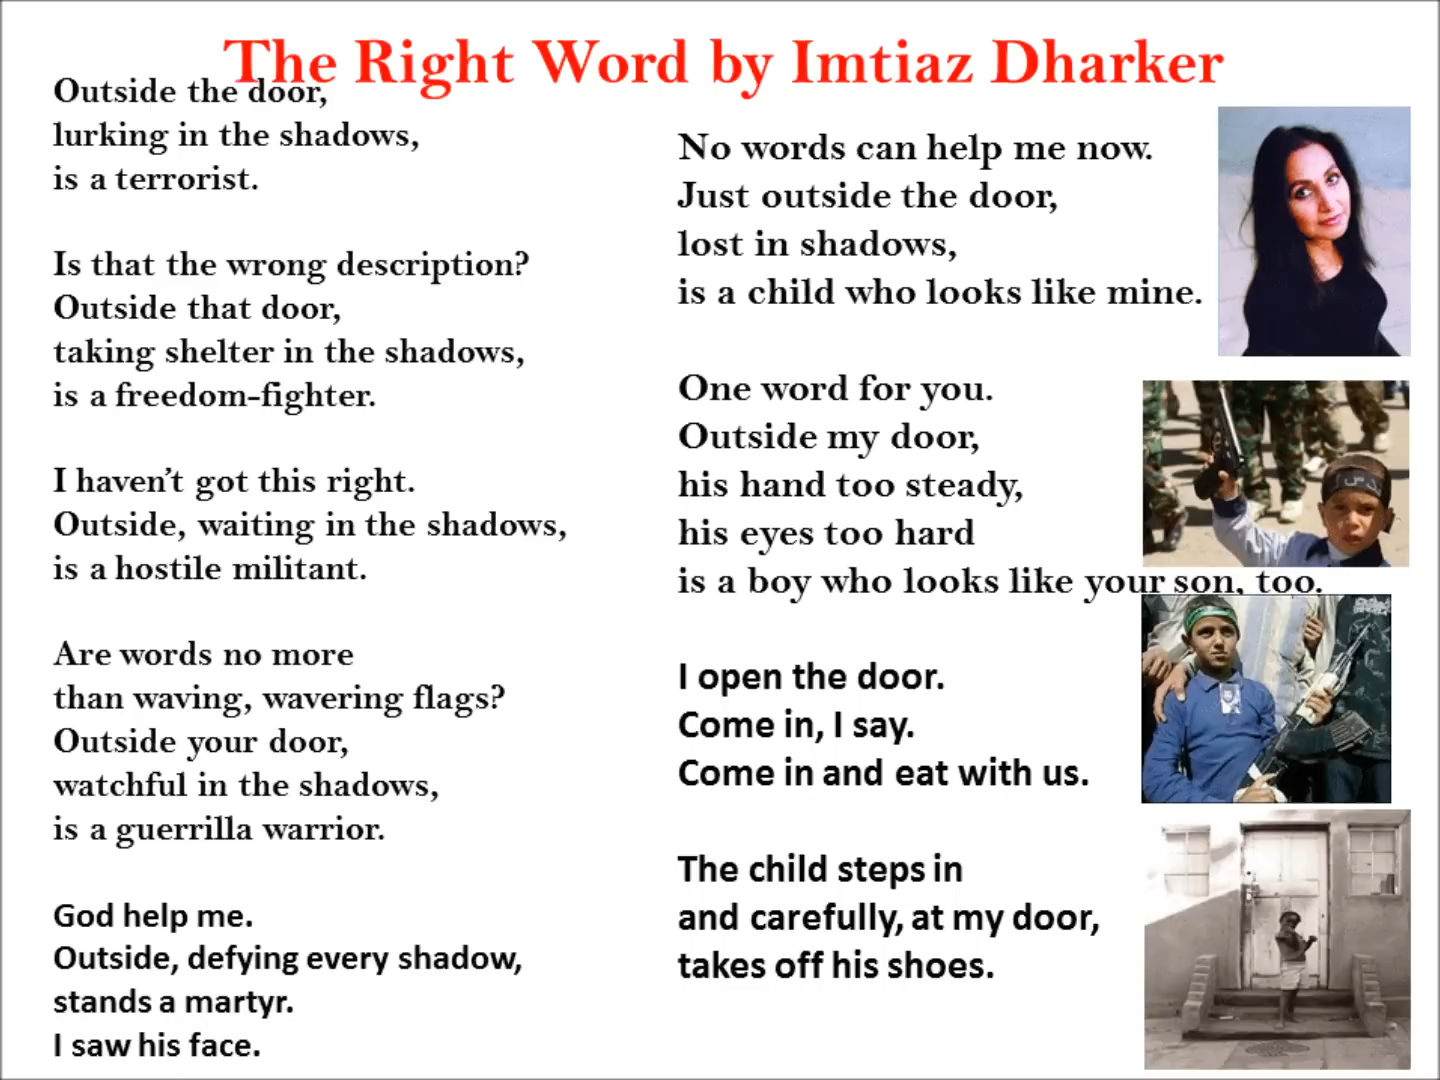 The Right Word by Imtiaz Dharker
Outside the door,
lurking in the shadows,
is a terrorist.
Is that the wrong description?
Outside that door,
taking shelter in the shadows,
is a freedom-fighter.
I haven’t got this right.
Outside, waiting in the shadows,
is a hostile militant.
Are words no more
than waving, wavering flags?
Outside your door,
watchful in the shadows,
is a guerrilla warrior.
God help me.
Outside, defying every shadow,
stands a martyr.
I saw his face.
No words can help me now.
Just outside the door,
lost in shadows,
is a child who looks like mine.
One word for you.
Outside my door,
his hand too steady,
his eyes too hard
is a boy who looks like your son, too.
I open the door.
Come in, I say.
Come in and eat with us.
The child steps in
and carefully, at my door,
takes off his shoes.